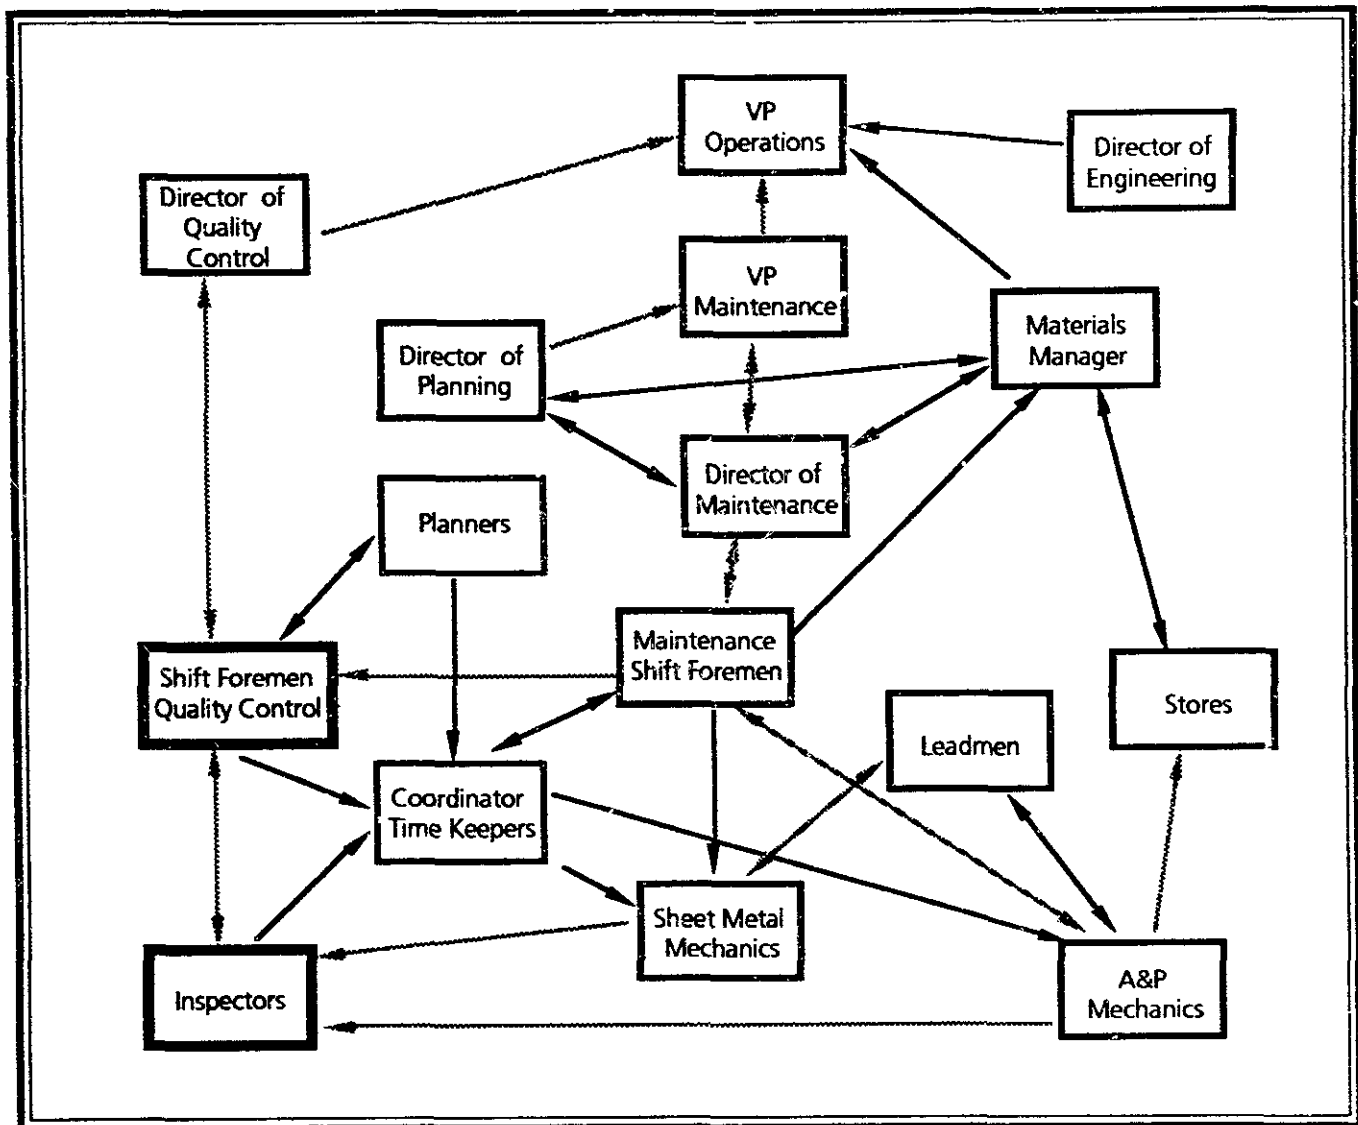 VP
Operations
Director of
Engineering
Director of
Quality
Control
VP
Maintenance
Materials
Manager
Director of
Planning
Director of
Maintenance
Planners
Maintenance
Shift Foremen
Shift Foremen
Quality Control
Stores
Leadmen
Coordinator
Time Keepers
Sheet Metal
Mechanics
A&P
Mechanics
Inspectors